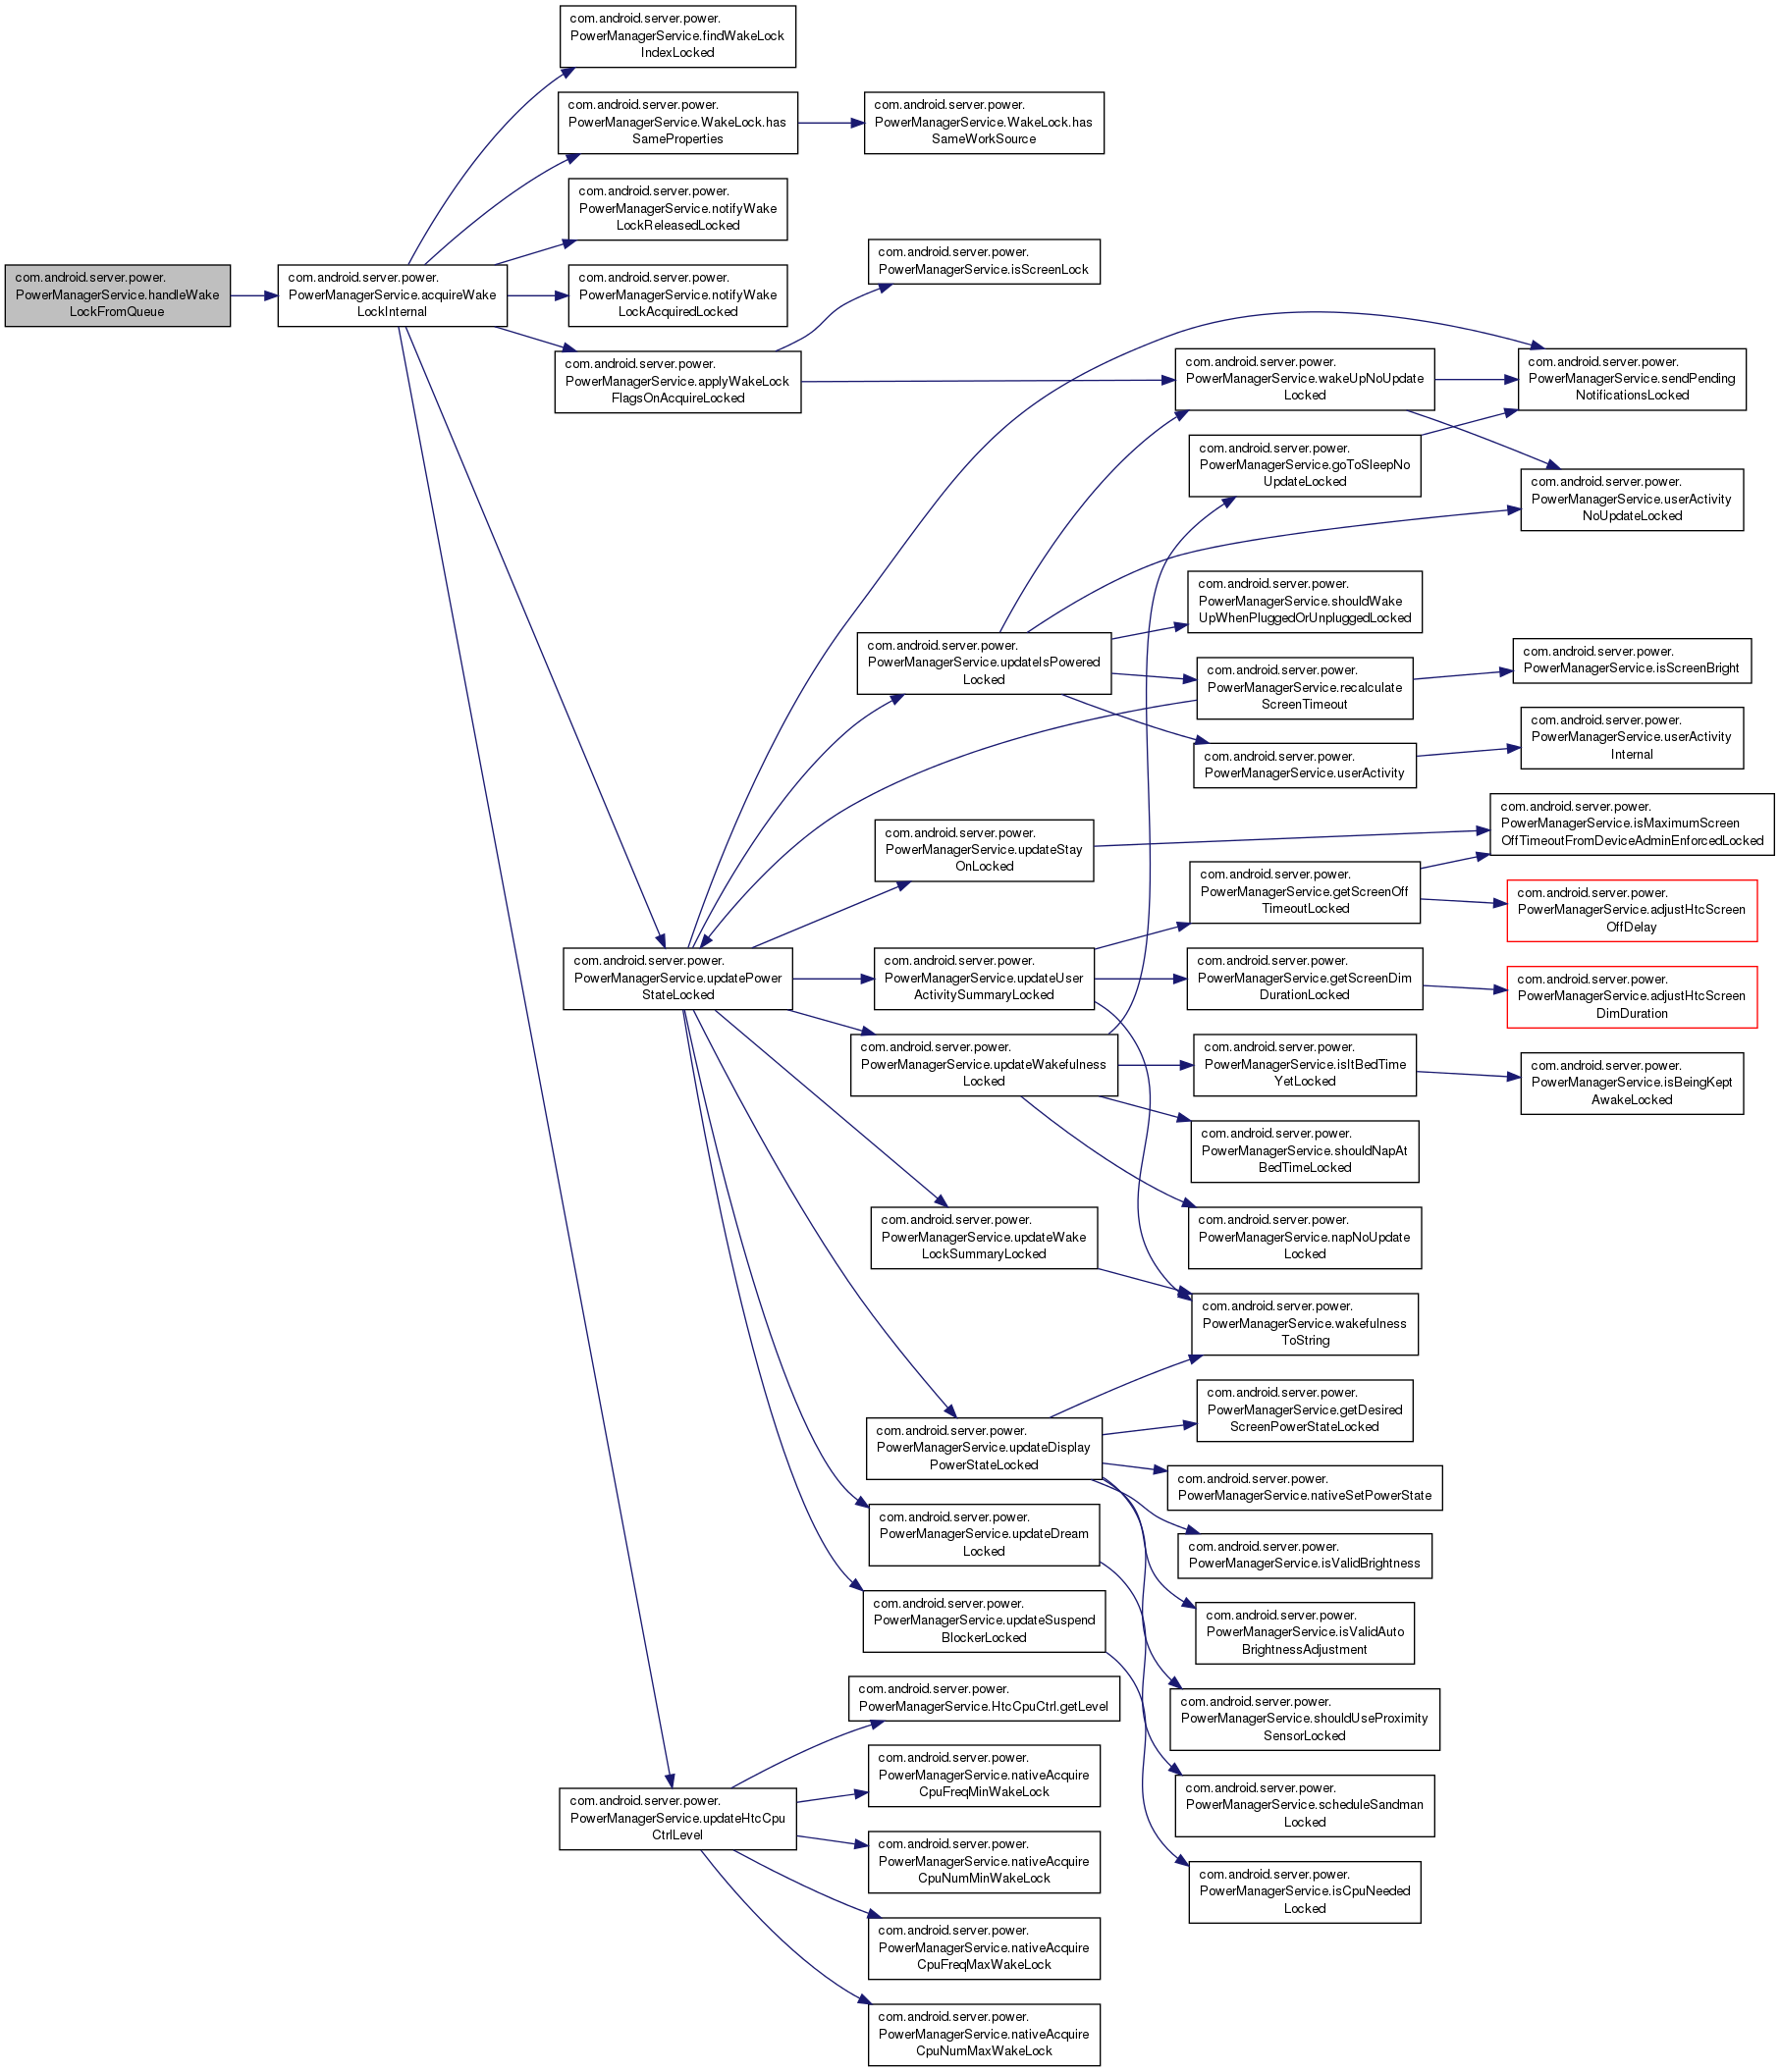 com.android.server.power.
PowerManagerService.handleWake
LockFromQueue
com.android.server.power.
PowerManagerService.acquireWake
LockInternal
com.android.server.power.
PowerManagerService.findWakeLock
IndexLocked
com.android.server.power.
PowerManagerService.WakeLock.has
SameProperties
com.android.server.power.
PowerManagerService.WakeLock.has
SameWorkSource
com.android.server.power.
PowerManagerService.notifyWake
LockReleasedLocked
com.android.server.power.
PowerManagerService.notifyWake
LockAcquiredLocked
com.android.server.power.
PowerManagerService.applyWakeLock
FlagsOnAcquireLocked
com.android.server.power.
PowerManagerService.isScreenLock
com.android.server.power.
PowerManagerService.wakeUpNoUpdate
Locked
com.android.server.power.
PowerManagerService.sendPending
NotificationsLocked
com.android.server.power.
PowerManagerService.goToSleepNo
UpdateLocked
com.android.server.power.
PowerManagerService.userActivity
NoUpdateLocked
com.android.server.power.
PowerManagerService.shouldWake
UpWhenPluggedOrUnpluggedLocked
com.android.server.power.
PowerManagerService.updateIsPowered
Locked
com.android.server.power.
PowerManagerService.recalculate
ScreenTimeout
com.android.server.power.
PowerManagerService.isScreenBright
com.android.server.power.
PowerManagerService.userActivity
com.android.server.power.
PowerManagerService.userActivity
Internal
com.android.server.power.
PowerManagerService.updateStay
OnLocked
com.android.server.power.
PowerManagerService.isMaximumScreen
OffTimeoutFromDeviceAdminEnforcedLocked
com.android.server.power.
PowerManagerService.getScreenOff
TimeoutLocked
com.android.server.power.
PowerManagerService.adjustHtcScreen
OffDelay
com.android.server.power.
PowerManagerService.updatePower
StateLocked
com.android.server.power.
PowerManagerService.updateUser
ActivitySummaryLocked
com.android.server.power.
PowerManagerService.getScreenDim
DurationLocked
com.android.server.power.
PowerManagerService.adjustHtcScreen
DimDuration
com.android.server.power.
PowerManagerService.updateWakefulness
Locked
com.android.server.power.
PowerManagerService.isItBedTime
YetLocked
com.android.server.power.
PowerManagerService.isBeingKept
AwakeLocked
com.android.server.power.
PowerManagerService.shouldNapAt
BedTimeLocked
com.android.server.power.
PowerManagerService.updateWake
LockSummaryLocked
com.android.server.power.
PowerManagerService.napNoUpdate
Locked
com.android.server.power.
PowerManagerService.wakefulness
ToString
com.android.server.power.
PowerManagerService.getDesired
ScreenPowerStateLocked
com.android.server.power.
PowerManagerService.updateDisplay
PowerStateLocked
com.android.server.power.
PowerManagerService.nativeSetPowerState
com.android.server.power.
PowerManagerService.updateDream
Locked
com.android.server.power.
PowerManagerService.isValidBrightness
com.android.server.power.
PowerManagerService.updateSuspend
BlockerLocked
com.android.server.power.
PowerManagerService.isValidAuto
BrightnessAdjustment
com.android.server.power.
PowerManagerService.HtcCpuCtrl.getLevel
com.android.server.power.
PowerManagerService.shouldUseProximity
SensorLocked
com.android.server.power.
PowerManagerService.nativeAcquire
CpuFreqMinWakeLock
com.android.server.power.
PowerManagerService.scheduleSandman
Locked
com.android.server.power.
PowerManagerService.updateHtcCpu
CtrlLevel
com.android.server.power.
PowerManagerService.nativeAcquire
CpuNumMinWakeLock
com.android.server.power.
PowerManagerService.isCpuNeeded
Locked
com.android.server.power.
PowerManagerService.nativeAcquire
CpuFreqMaxWakeLock
com.android.server.power.
PowerManagerService.nativeAcquire
CpuNumMaxWakeLock